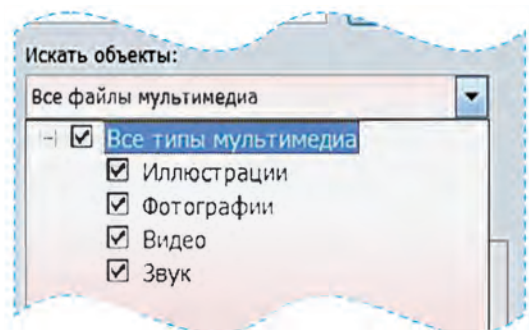 Искать объекты:
Все файлы мультимедиа
Все типы мультимедиа
Иллюстрации
Фотографии
Видео
Звук